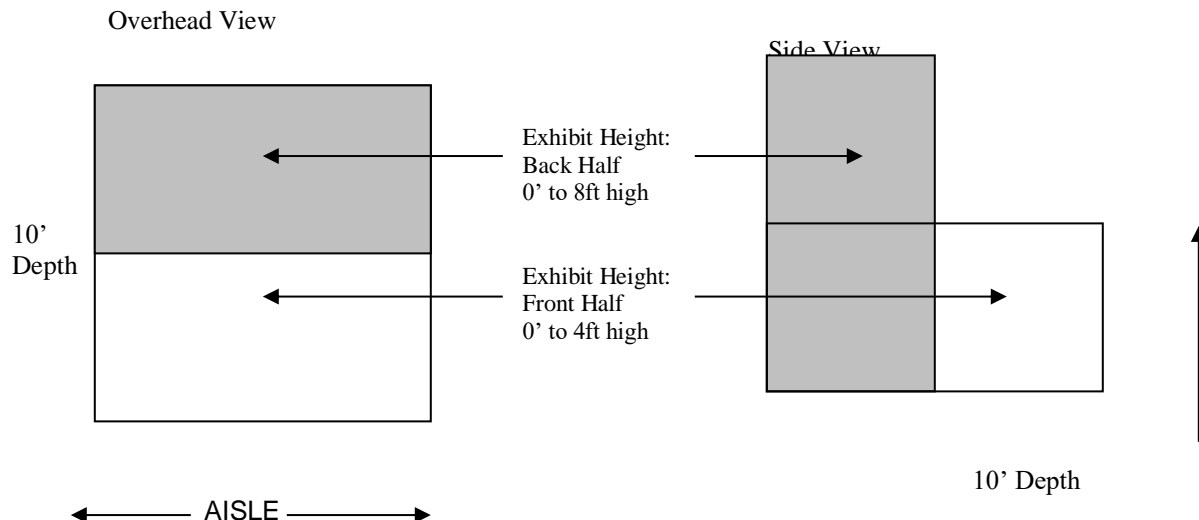 Overhead View
Side View
Exhibit Height:
Back Half
0’ to 8ft high
10’
Depth
Exhibit Height:
Front Half
0’ to 4ft high
10’ Depth
AISLE